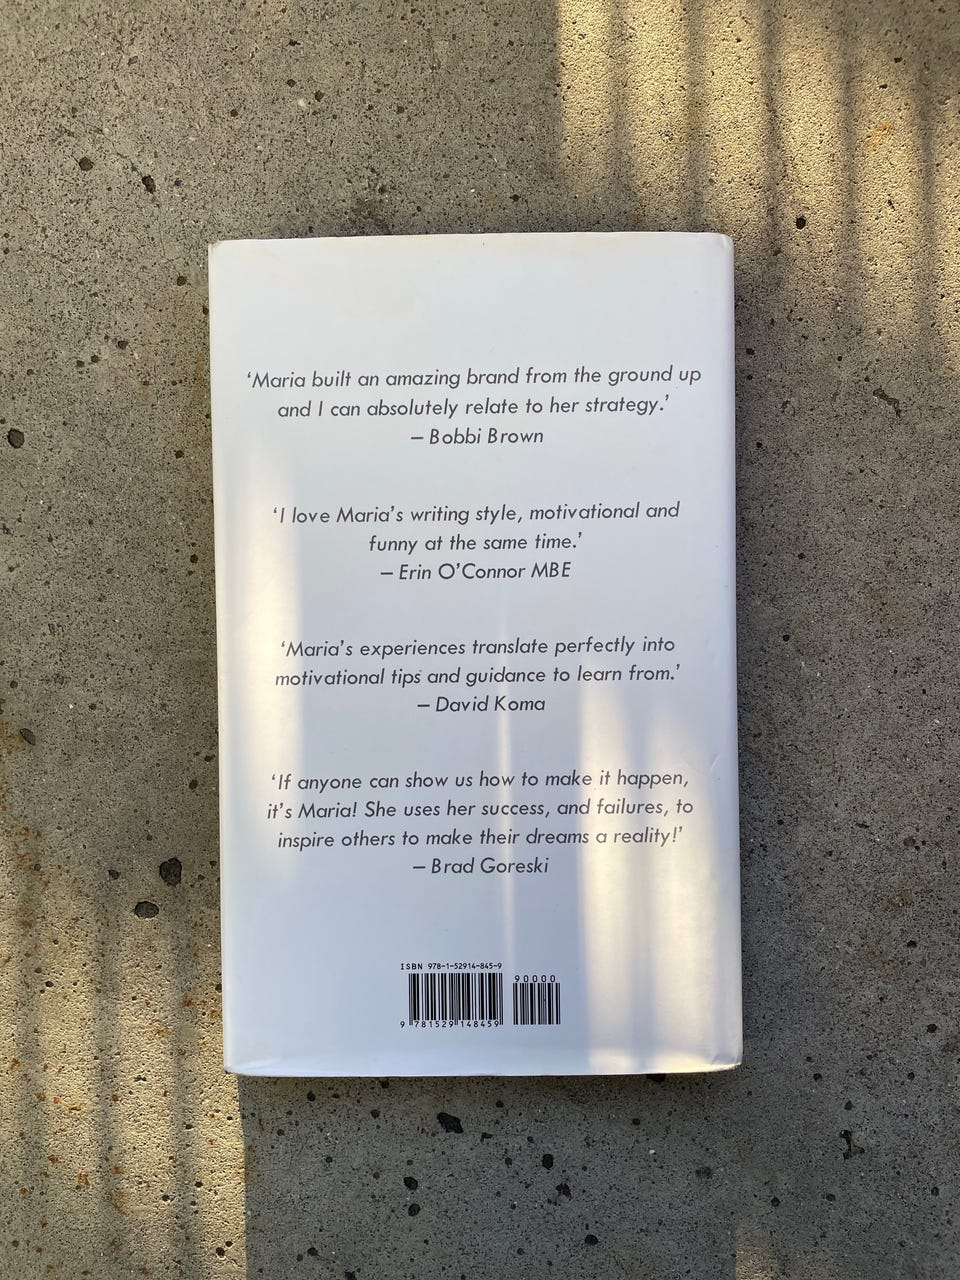 ‘Maria built an amazing brand from the ground up
and I can absolutely relate to her strategy.’
– Bobbi Brown
‘I love Maria’s writing style, motivational and
funny at the same time.’
– Erin O’Connor MBE
‘Maria’s experiences translate perfectly into
motivational tips and guidance to learn from.’
– David Koma
‘If anyone can show us how to make it happen,
it’s Maria! She uses her success, and failures, to
inspire others to make their dreams a reality!’
– Brad Goreski
ISBN 978-1-52914-845-9
90000
9 781529 148459